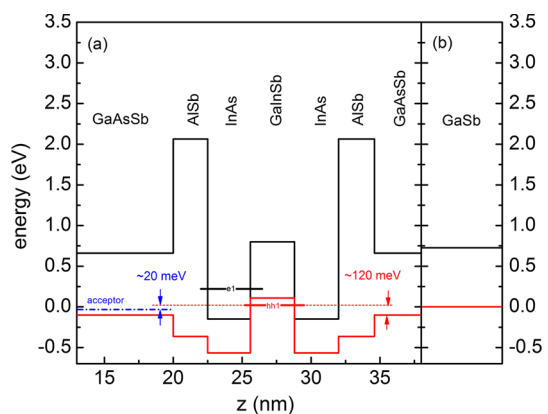 (a)
(b)
GaAsSb
AlSb
InAs
GaInSb
InAs
AlSb
GaAsSb
GaSb
3.5
3.0
2.5
2.0
1.5
1.0
0.5
0.0
-0.5
energy (eV)
~20 meV
acceptor
e1
hh1
~120 meV
3.5
3.0
2.5
2.0
1.5
1.0
0.5
0.0
-0.5
15 20 25 30 35
z (nm)